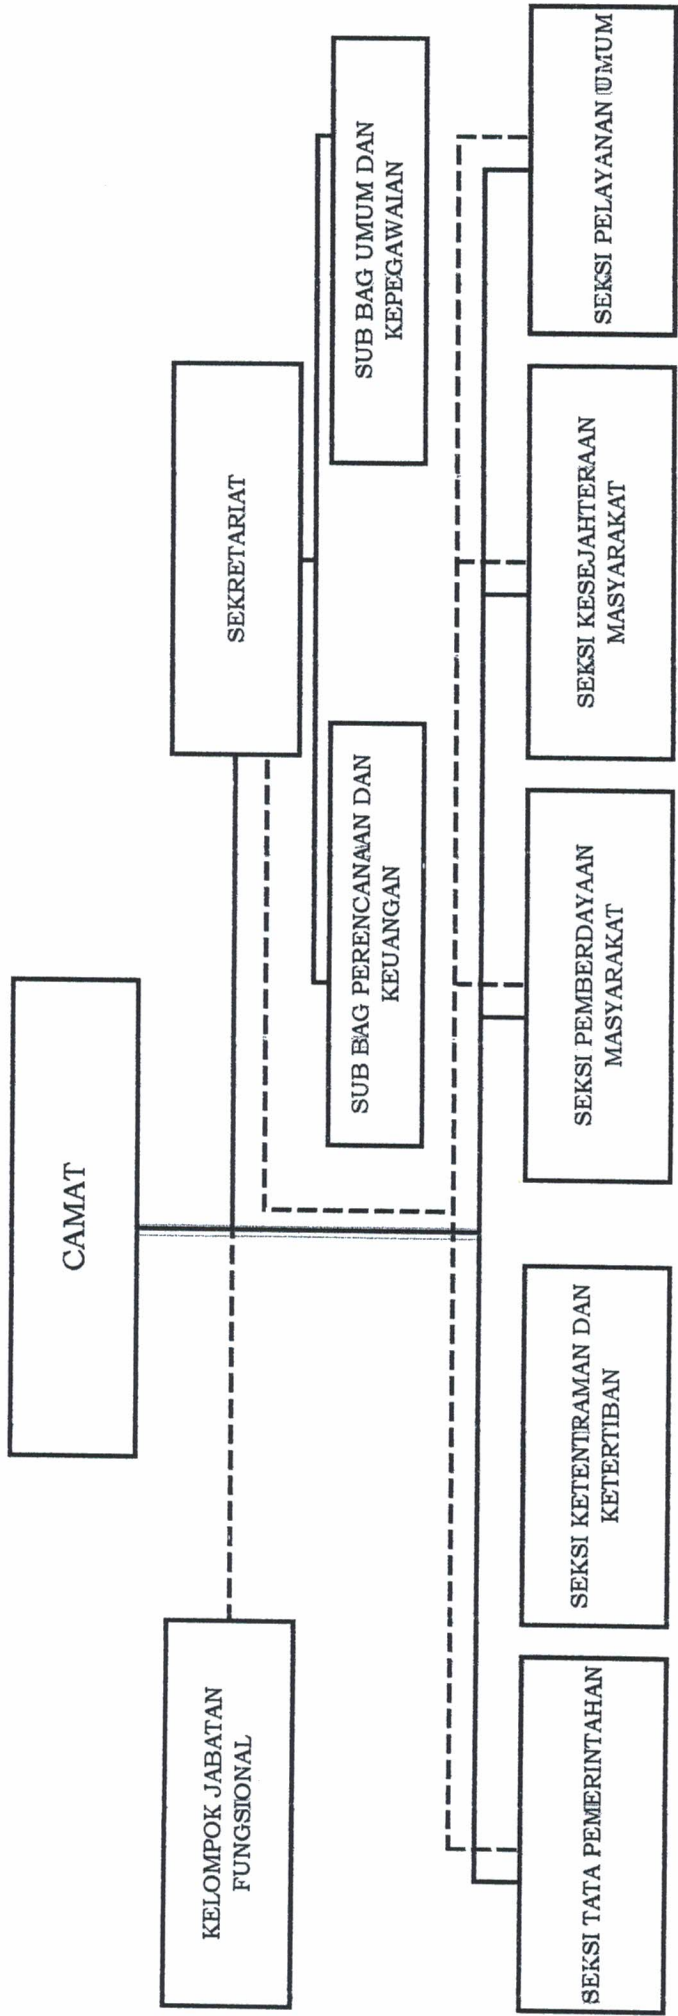 CAMAT
KELOMPOK JABATAN
FUNGSIONAL
SEKRETARIAT
SUB BAG PERENCANAAN DAN
KEUANGAN
SUB BAG UMUM DAN
KEPEGAWAIAN
SEKSI TATA PEMERINTAHAN
SEKSI KETENTRAMAN DAN
KETERTIBAN
SEKSI PEMBERDAYAAN
MASYARAKAT
SEKSI KESEJAHTERAAN
MASYARAKAT
SEKSI PELAYANAN UMUM